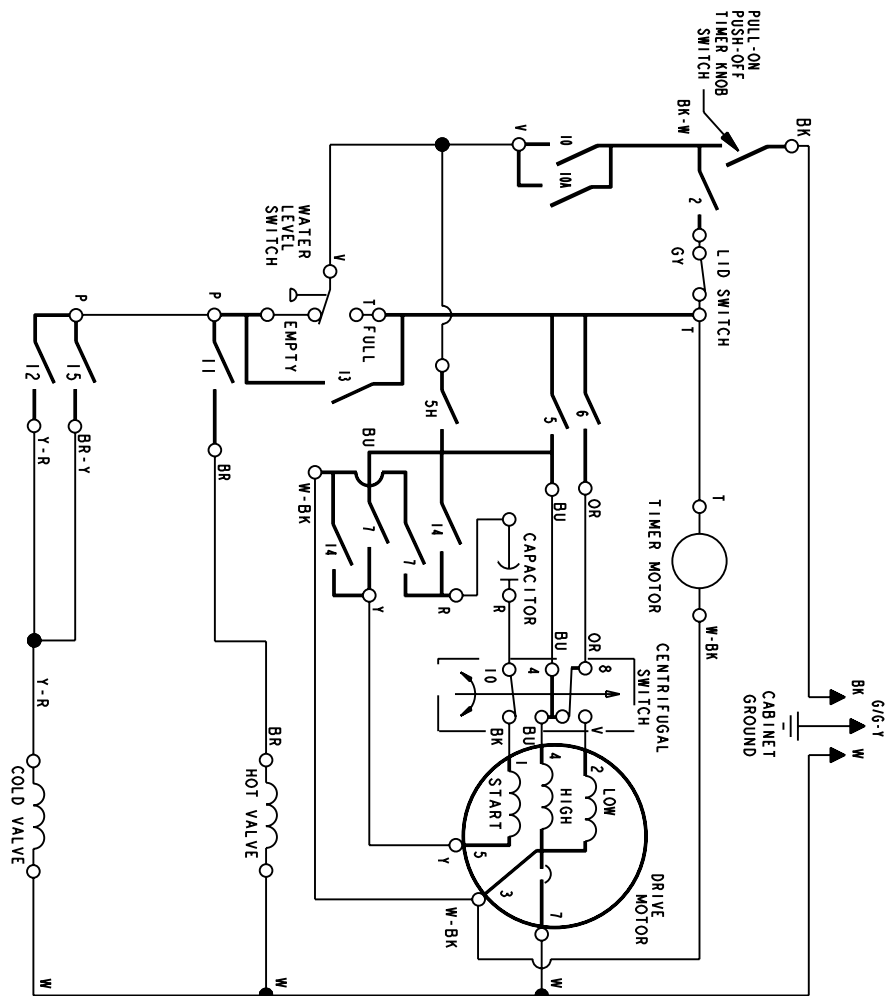 PULL-ON
PUSH-OFF
TIMER KNOB
SWITCH
BK
BK-W
V
10
10A
2
GY
LID SWITCH
T
WATER
LEVEL
SWITCH
V
T
FULL
EMPTY
P
P
12
15
11
13
5H
5
6
Y-R
BR-Y
BR
BU
W-BK
14
7
7
14
BU
OR
T
TIMER MOTOR
W-BK
CAPACITOR
R
R
Y
BU
OR
10
4
8
CENTRIFUGAL
SWITCH
BK
BU
V
BK
G/G-Y
W
CABINET
GROUND
Y-R
BR
COLD VALVE
HOT VALVE
1
4
2
START
HIGH
LOW
Y
5
3
7
DRIVE
MOTOR
W-BK
W
W
W